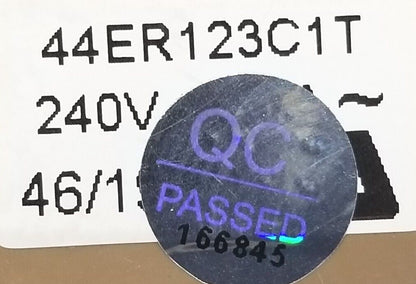 44ER123C1T
240V ~
46/1
QC
PASSED
166845